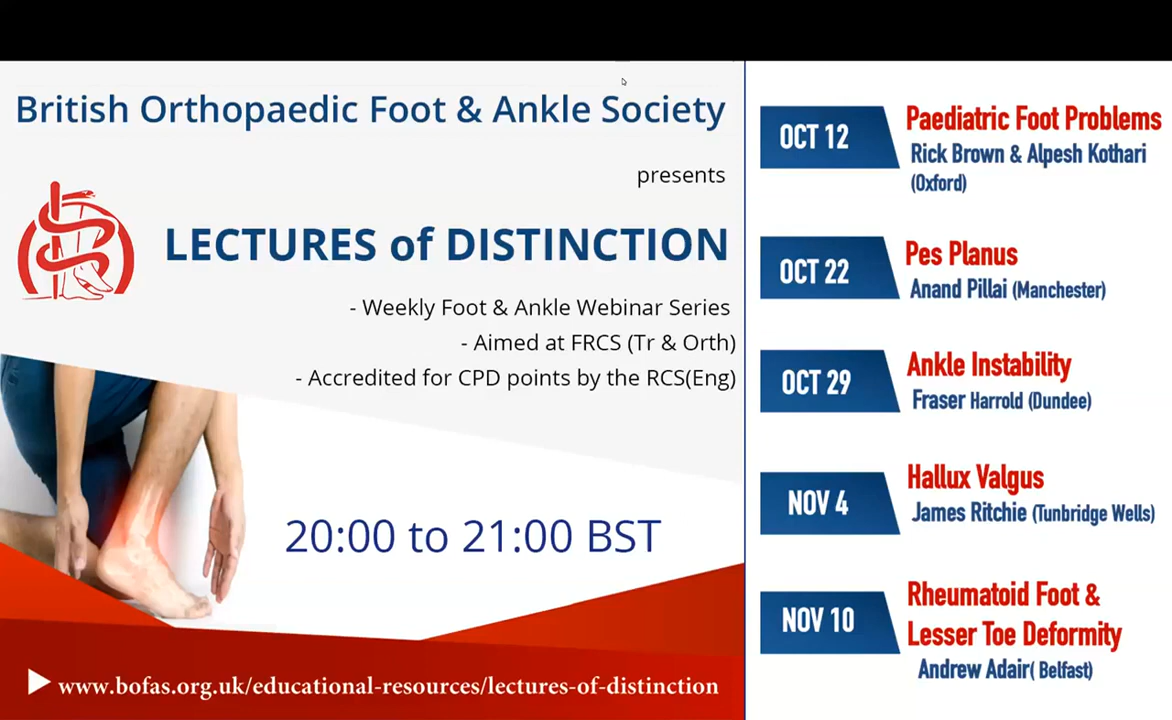 British Orthopaedic Foot & Ankle Society
presents
LECTURES of DISTINCTION
- Weekly Foot & Ankle Webinar Series
- Aimed at FRCS (Tr & Orth)
- Accredited for CPD points by the RCS(Eng)
20:00 to 21:00 BST
www.bofas.org.uk/educational-resources/lectures-of-distinction
OCT 12
Paediatric Foot Problems
Rick Brown & Alpesh Kothari
(Oxford)
OCT 22
Pes Planus
Anand Pillai (Manchester)
OCT 29
Ankle Instability
Fraser Harrold (Dundee)
NOV 4
Hallux Valgus
James Ritchie (Tunbridge Wells)
NOV 10
Rheumatoid Foot &
Lesser Toe Deformity
Andrew Adair( Belfast)